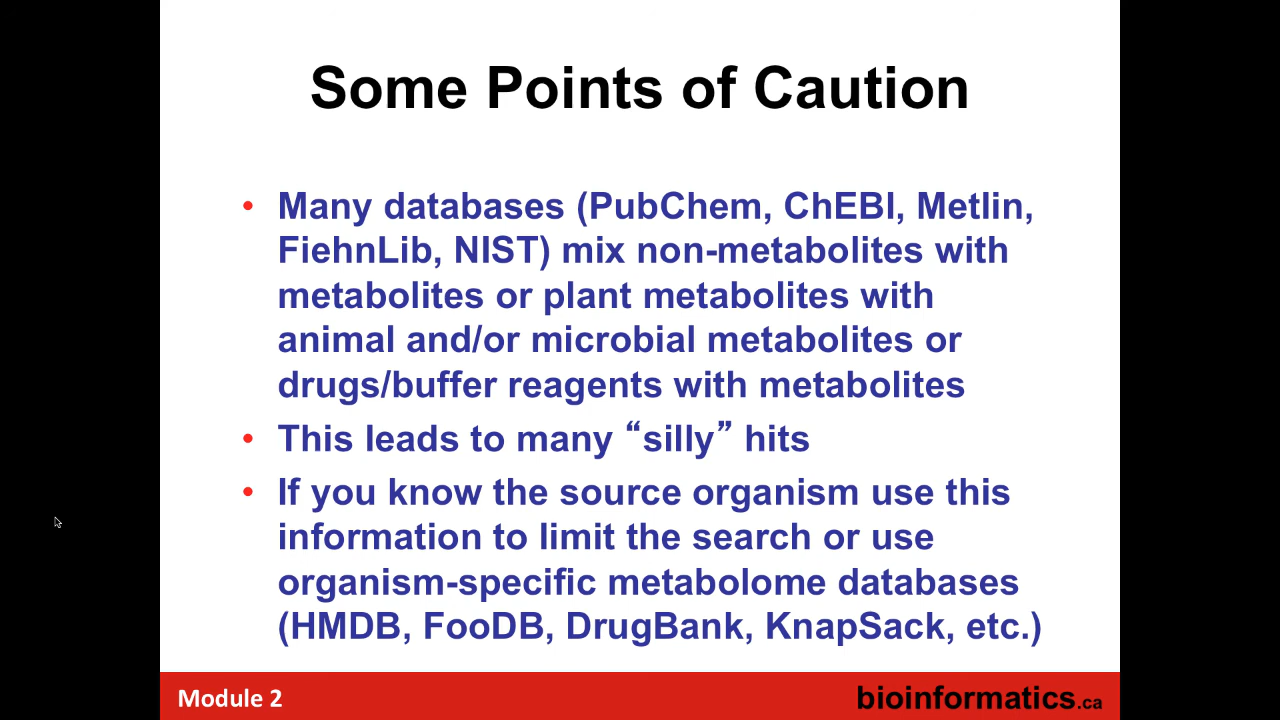 Some Points of Caution
• Many databases (PubChem, ChEBI, Metlin,
FiehnLib, NIST) mix non-metabolites with
metabolites or plant metabolites with
animal and/or microbial metabolites or
drugs/buffer reagents with metabolites
• This leads to many “silly” hits
• If you know the source organism use this
information to limit the search or use
organism-specific metabolome databases
(HMDB, FooDB, DrugBank, KnapSack, etc.)
Module 2
bioinformatics.ca